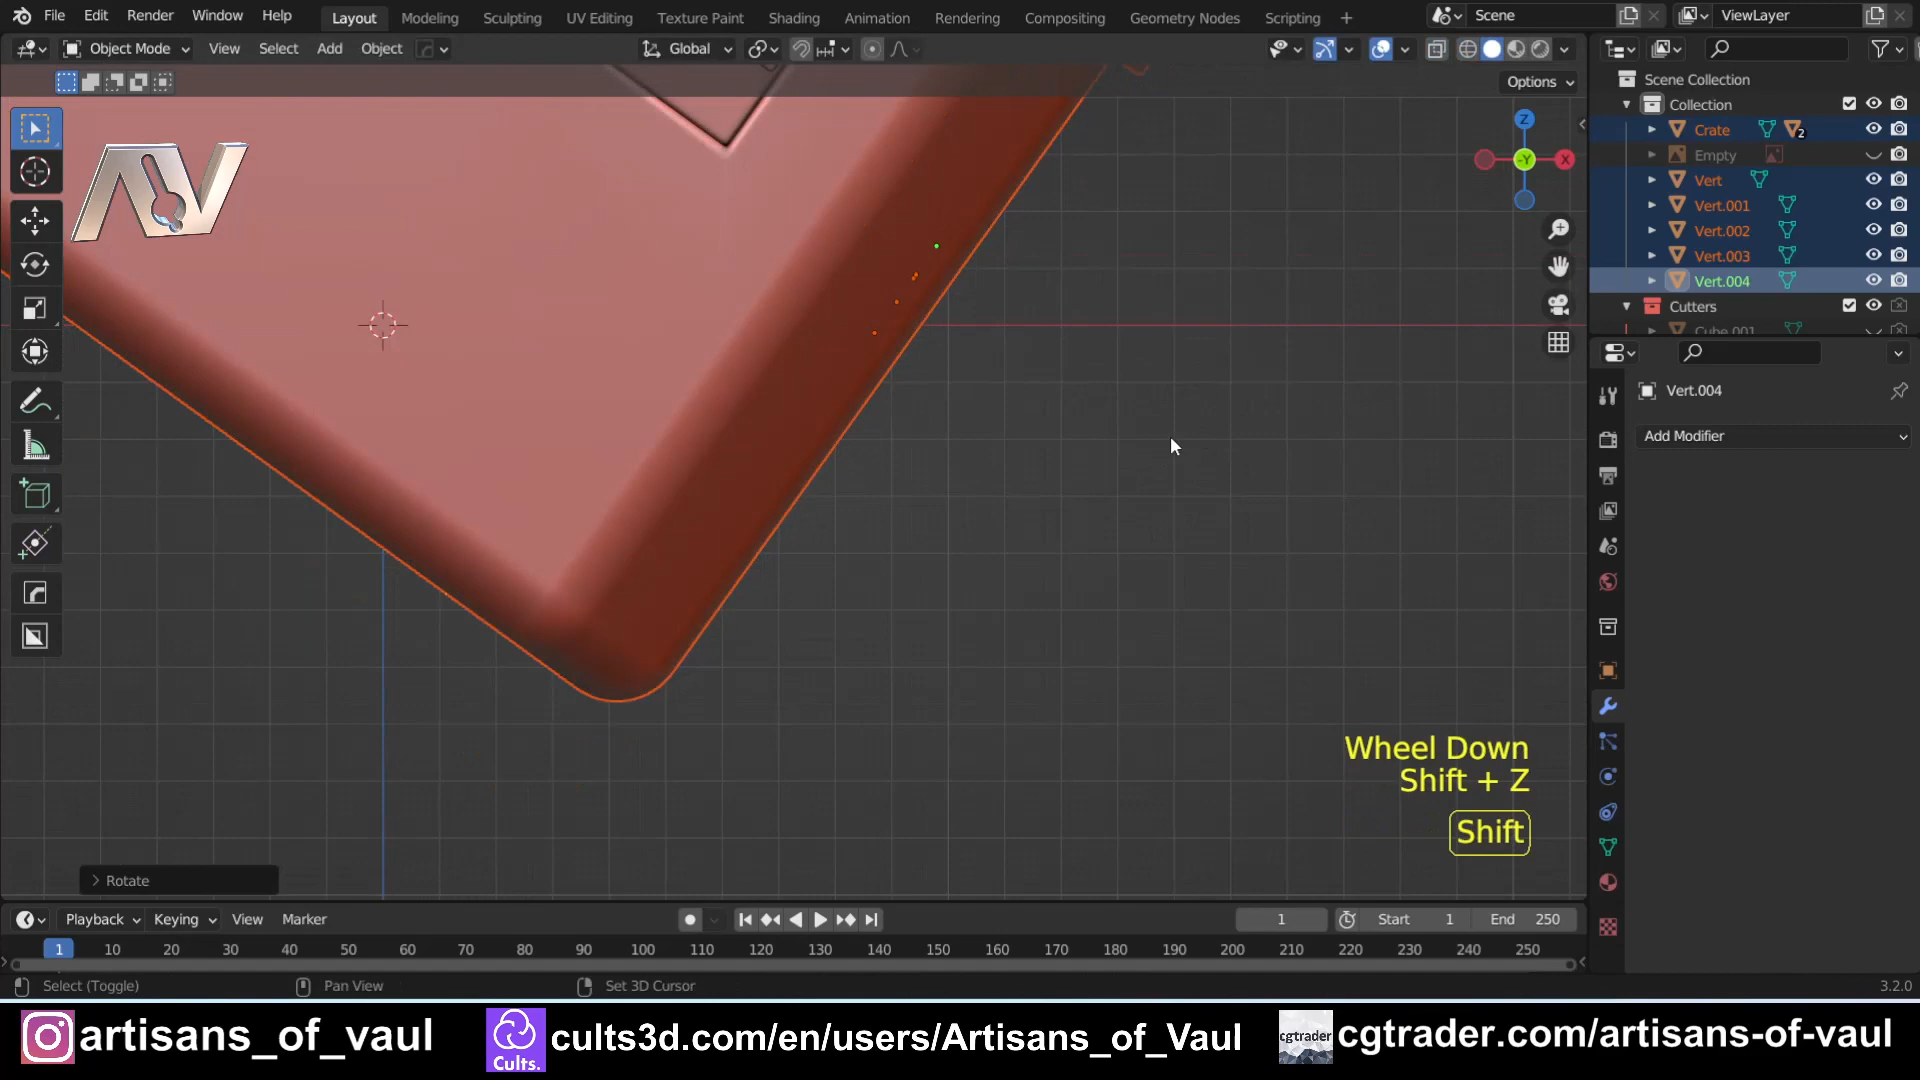 File Edit Render Window Help Layout Modeling Sculpting UV Editing Texture Paint Shading Animation Rendering Compositing Geometry Nodes Scripting + Scene ViewLayer
Object Mode View Select Add Object Global
Options
Scene Collection
Collection
Crate 2
Empty
Vert
Vert.001
Vert.002
Vert.003
Vert.004
Cutters
Cube.001
Z
-Y
X
AV
Vert.004
Add Modifier
Wheel Down
Shift + Z
Shift
Rotate
Playback Keying View Marker 1 Start 1 End 250
1 10 20 30 40 50 60 70 80 90 100 110 120 130 140 150 160 170 180 190 200 210 220 230 240 250
Select (Toggle) Pan View Set 3D Cursor 3.2.0
artisans_of_vaul Cults. cults3d.com/en/users/Artisans_of_Vaul cgtrader cgtrader.com/artisans-of-vaul